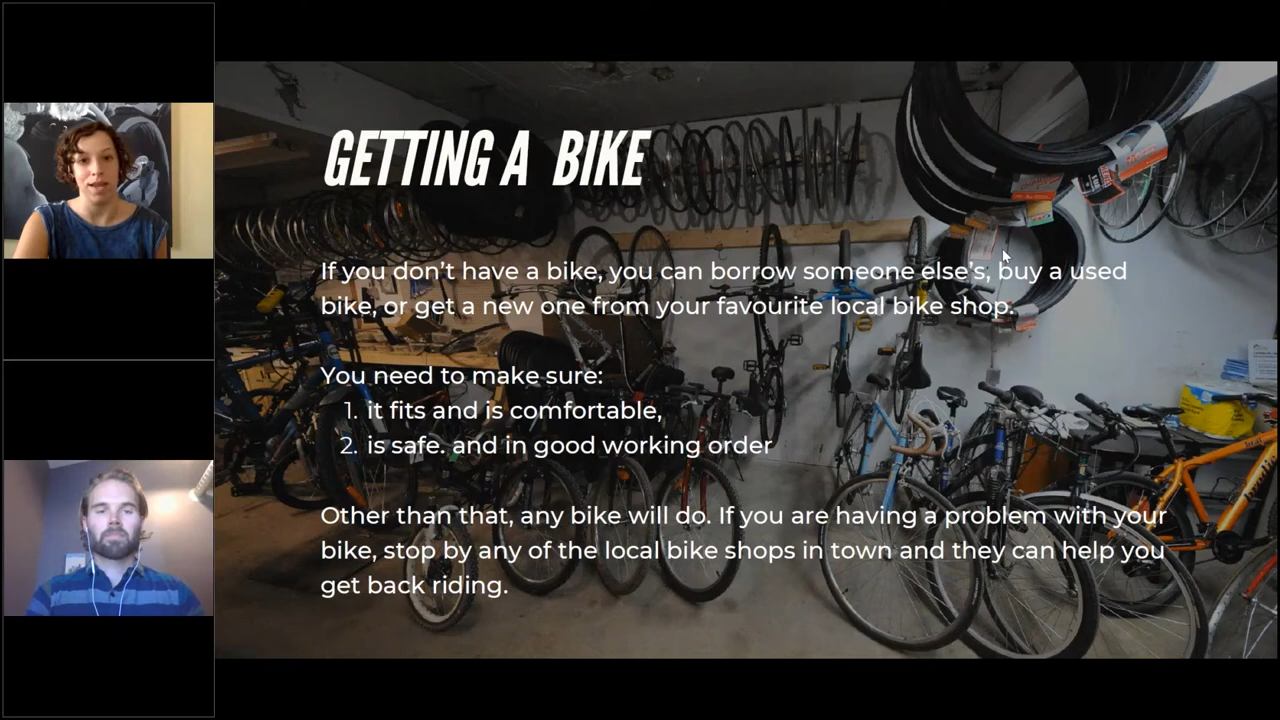 GETTING A BIKE
If you don't have a bike, you can borrow someone else's, buy a used
bike, or get a new one from your favourite local bike shop.
You need to make sure:
1. it fits and is comfortable,
2. is safe. and in good working order
Other than that, any bike will do. If you are having a problem with your
bike, stop by any of the local bike shops in town and they can help you
get back riding.